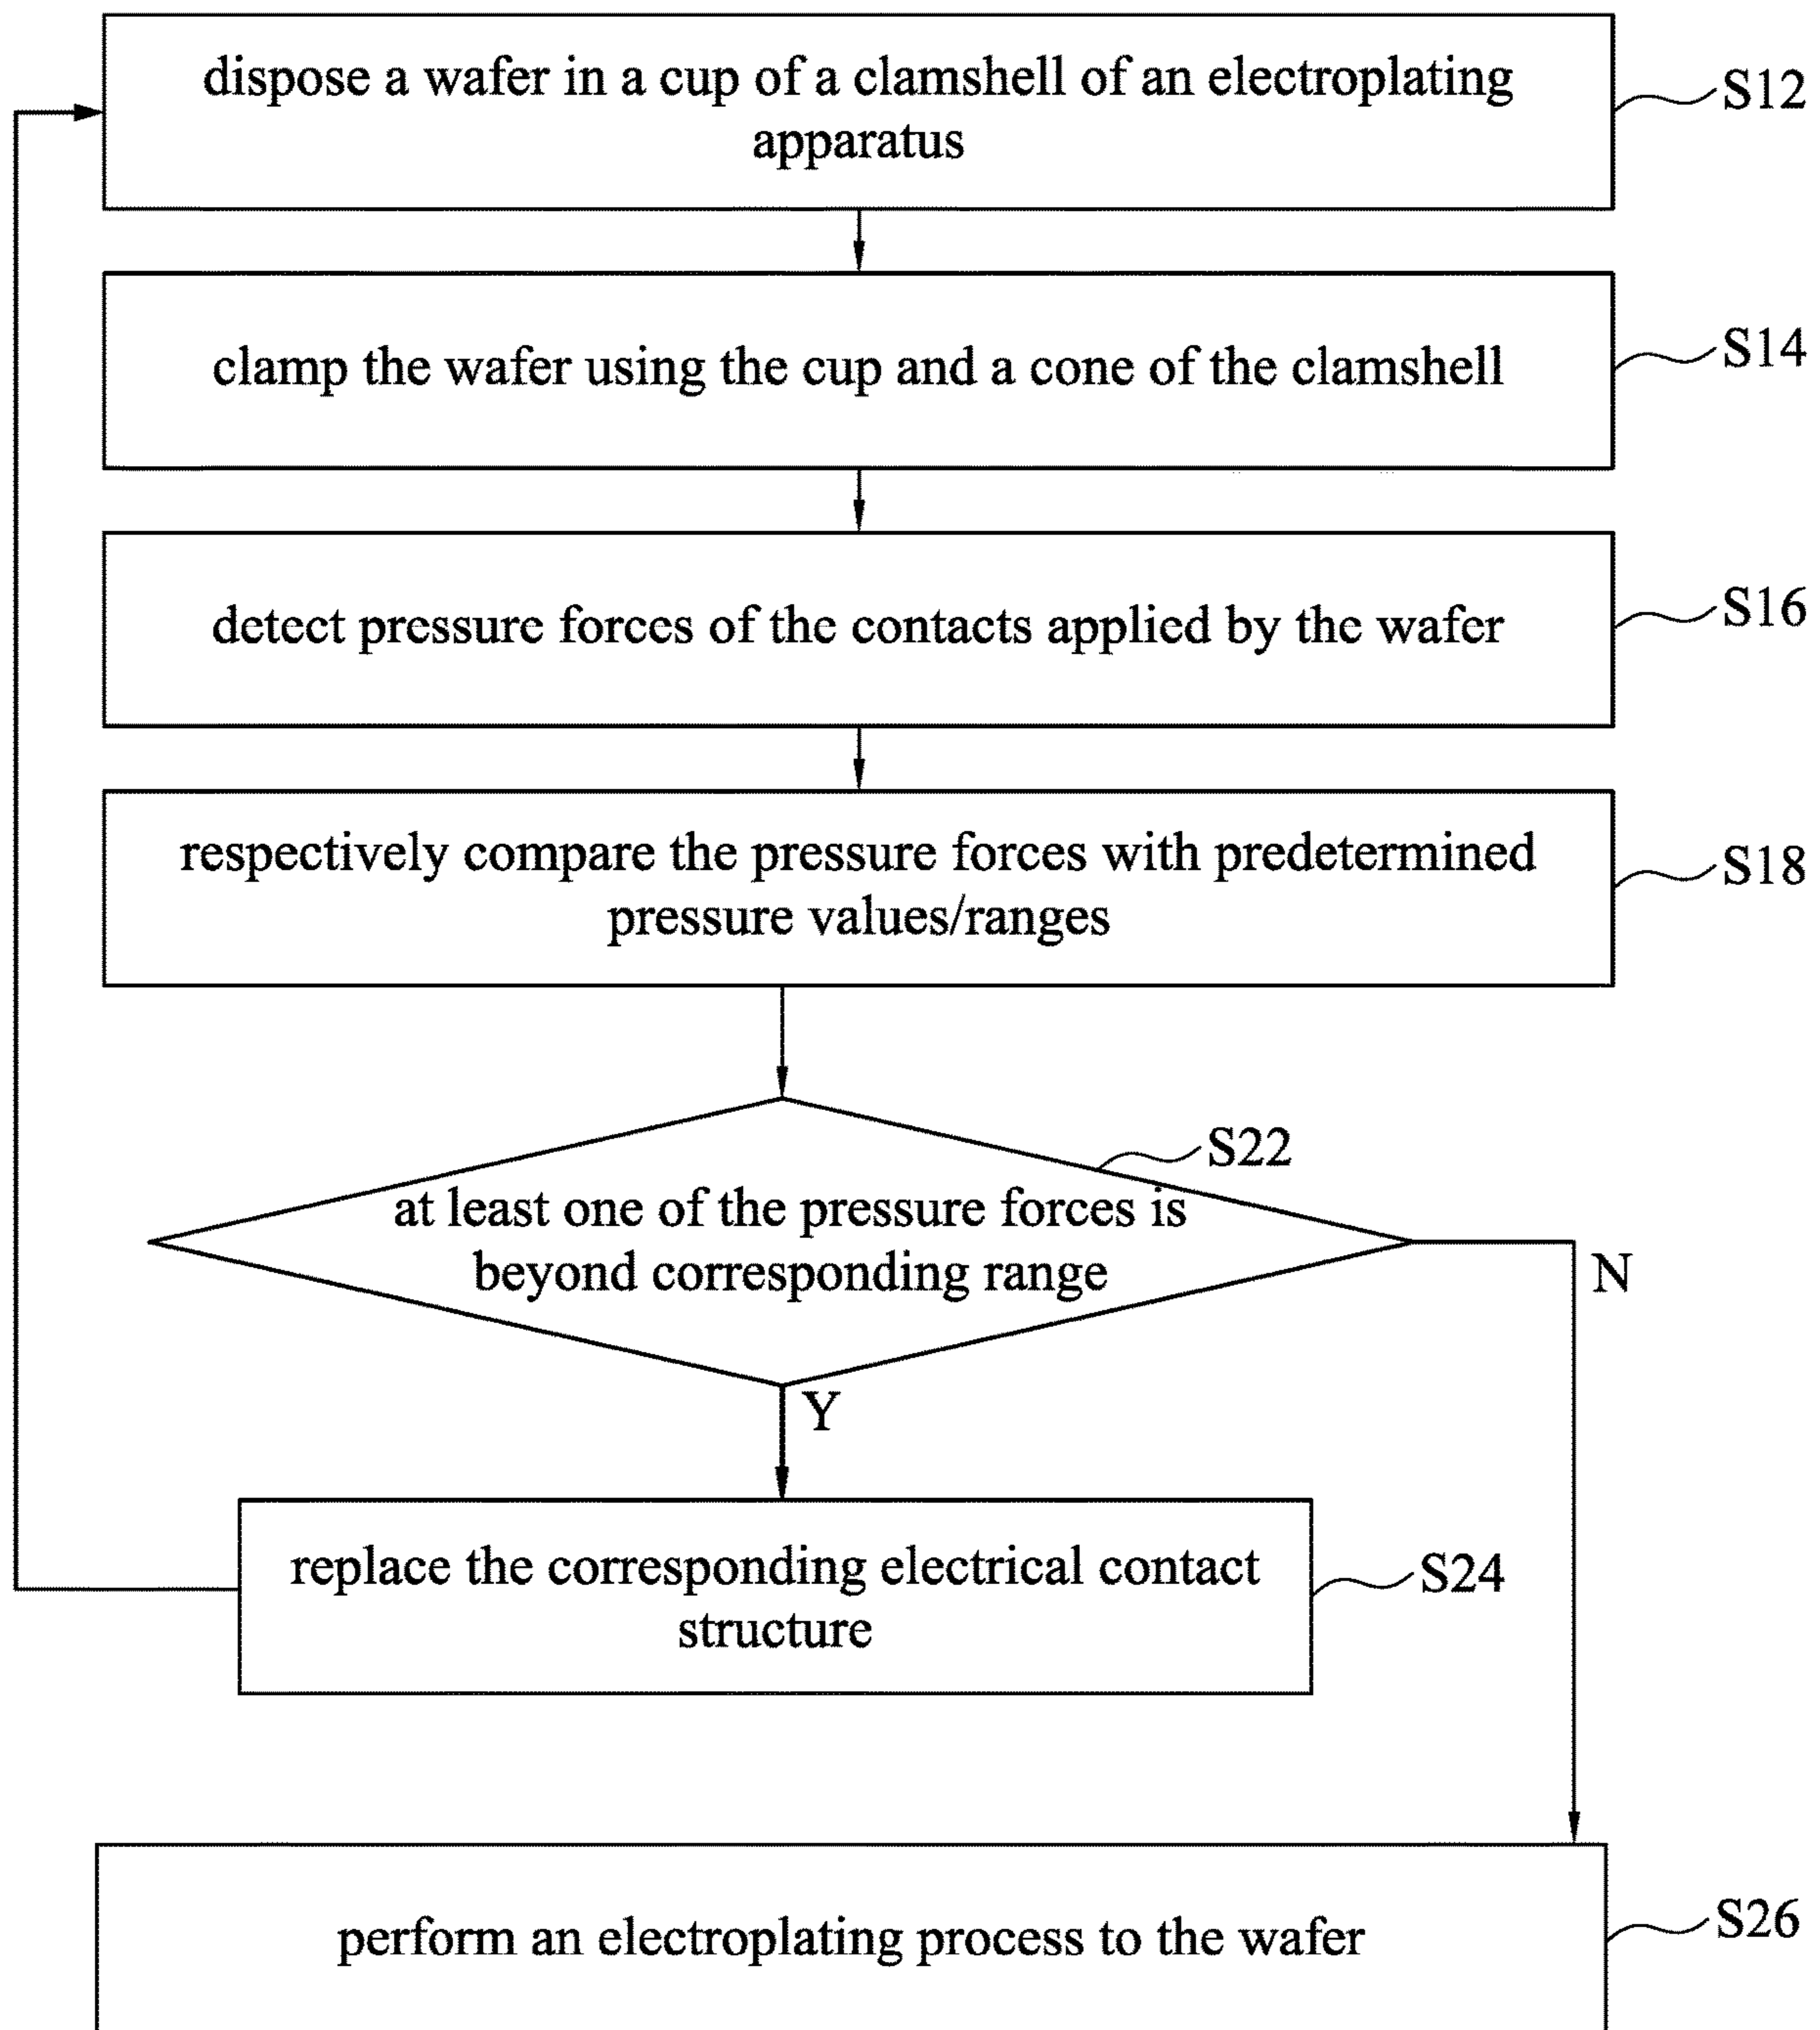 dispose a wafer in a cup of a clamshell of an electroplating
apparatus
S12
clamp the wafer using the cup and a cone of the clamshell
S14
detect pressure forces of the contacts applied by the wafer
S16
respectively compare the pressure forces with predetermined
pressure values/ranges
S18
S22
at least one of the pressure forces is
beyond corresponding range
N
Y
replace the corresponding electrical contact
structure
S24
perform an electroplating process to the wafer
S26